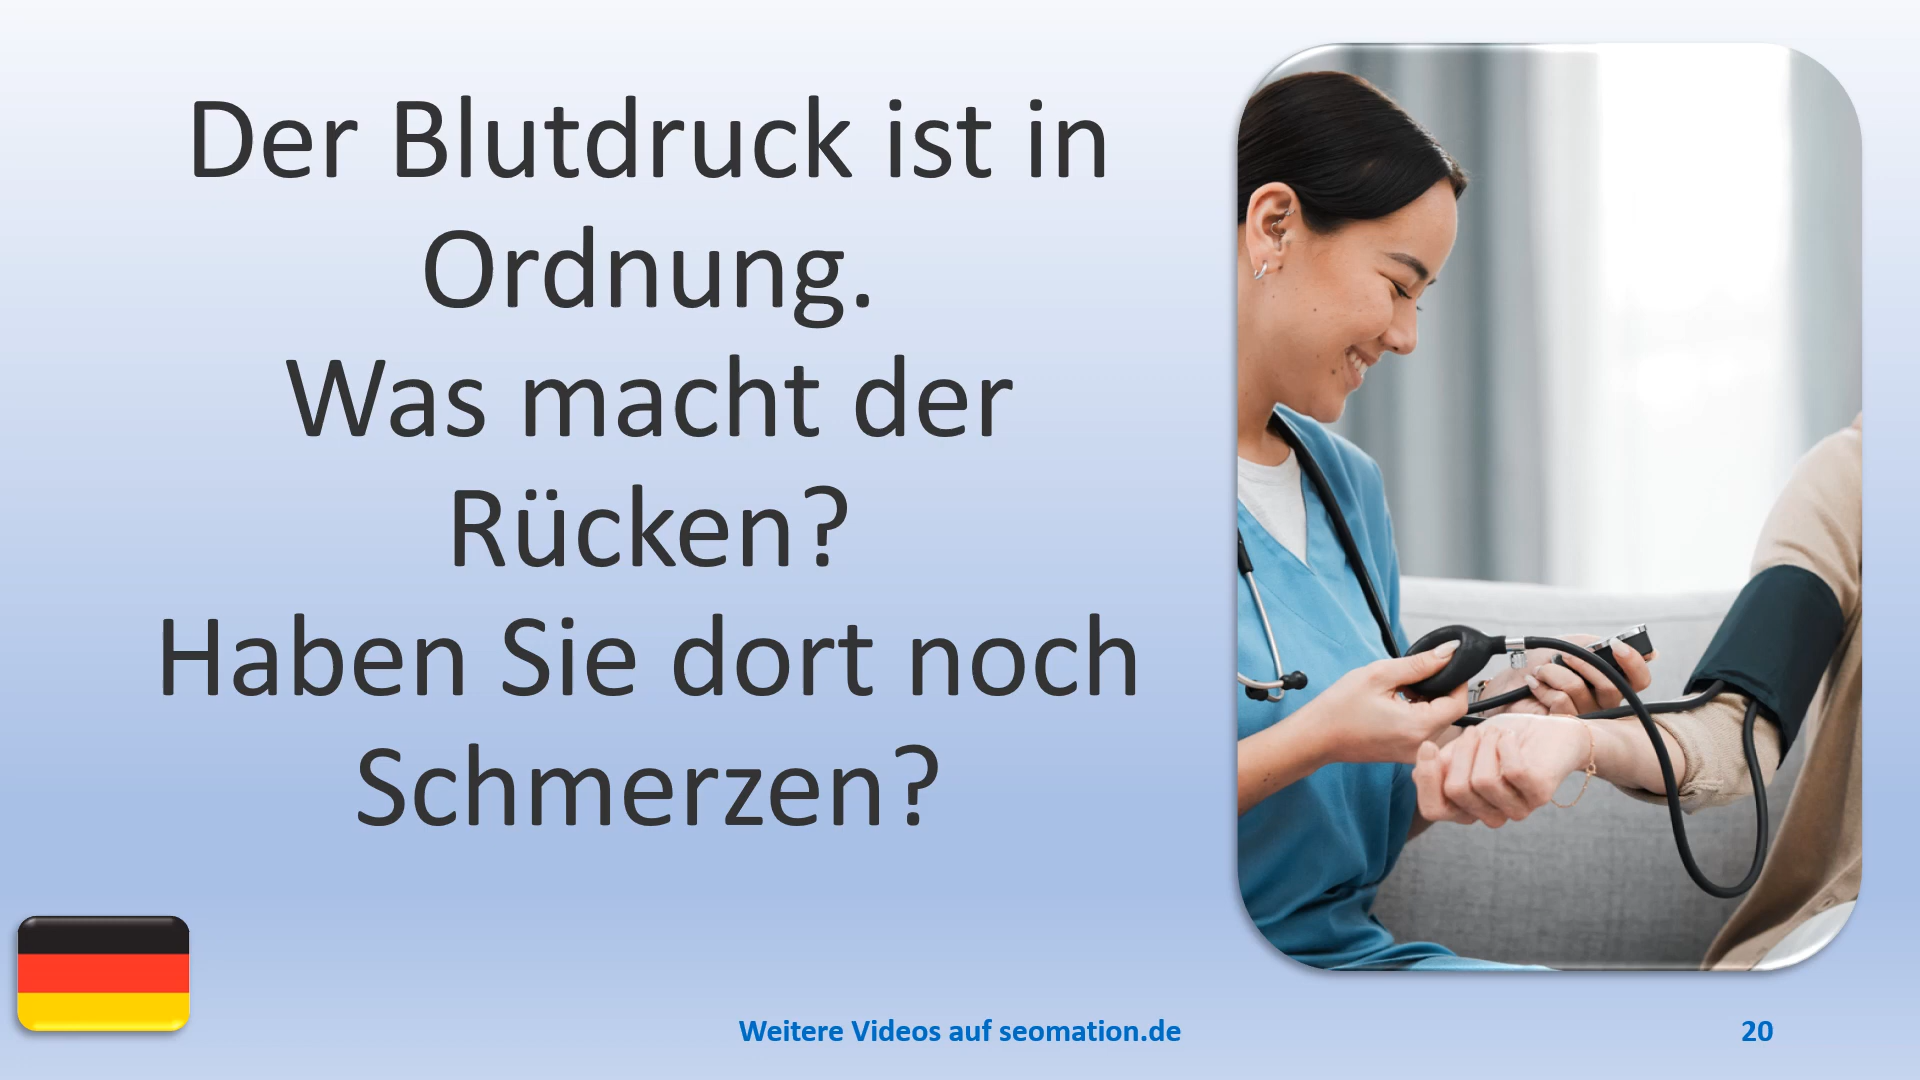 Der Blutdruck ist in
Ordnung.
Was macht der
Rücken?
Haben Sie dort noch
Schmerzen?
Weitere Videos auf seomation.de
20